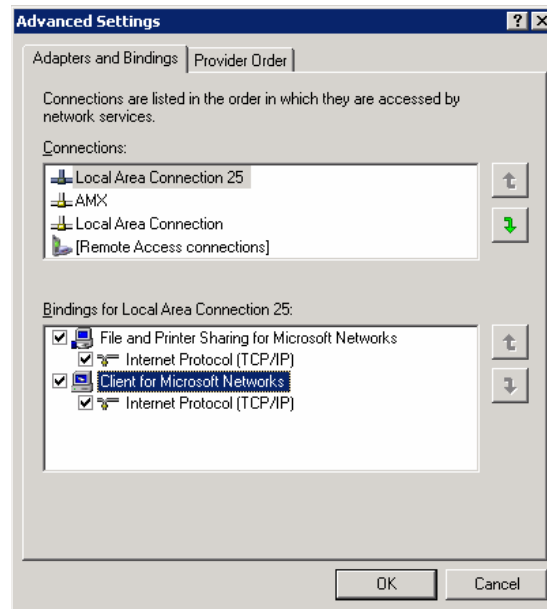 Advanced Settings
Adapters and Bindings
Provider Order
Connections are listed in the order in which they are accessed by
network services.
Connections:
Local Area Connection 25
AMX
Local Area Connection
[Remote Access connections]
Bindings for Local Area Connection 25:
File and Printer Sharing for Microsoft Networks
Internet Protocol (TCP/IP)
Client for Microsoft Networks
Internet Protocol (TCP/IP)
OK
Cancel